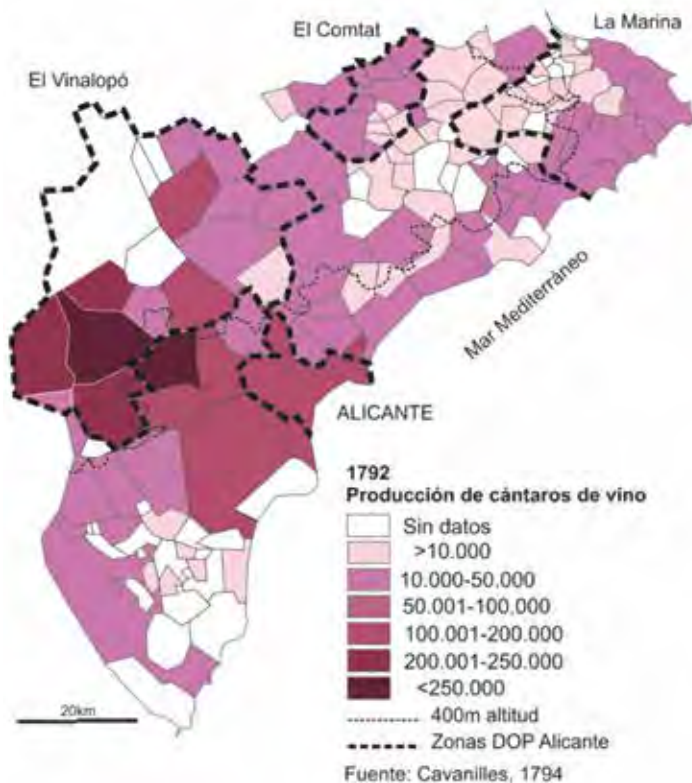 El Comtat
La Marina
El Vinalopó
Mar Mediterráneo
ALICANTE
1792
Producción de cántaros de vino
Sin datos
>10.000
10.000-50.000
50.001-100.000
100.001-200.000
200.001-250.000
<250.000
400m altitud
Zonas DOP Alicante
20km
Fuente: Cavanilles, 1794